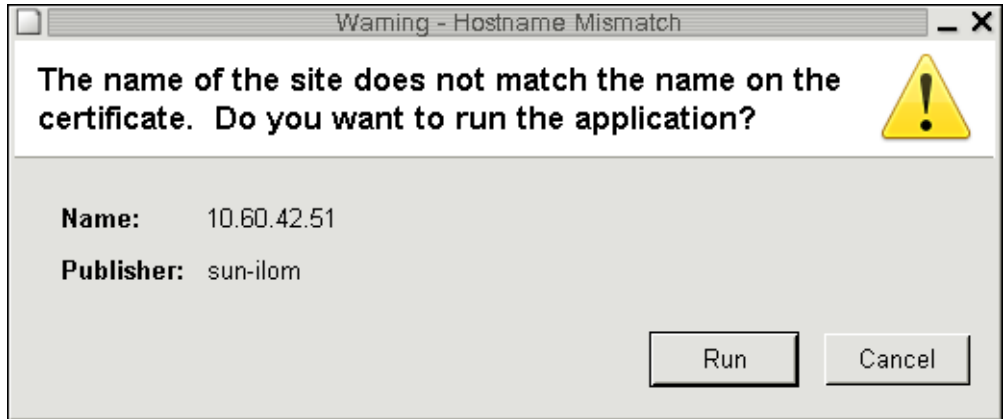 Warning - Hostname Mismatch
The name of the site does not match the name on the
certificate.  Do you want to run the application?
Name: 10.60.42.51
Publisher: sun-ilom
Run Cancel